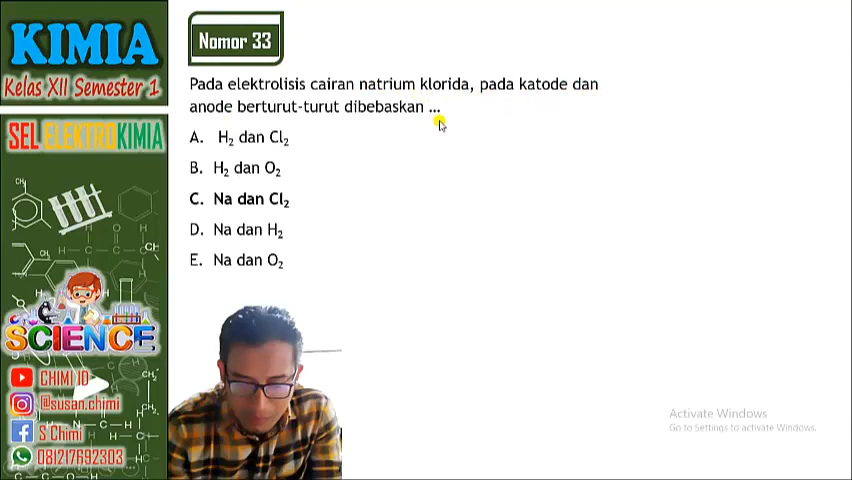 KIMIA
Kelas XII Semester 1
SEL ELEKTROKIMIA
SCIENCE
CHIMI ID
@susan.chimi
S Chimi
081217692303
Nomor 33
Pada elektrolisis cairan natrium klorida, pada katode dan
anode berturut-turut dibebaskan ...
A. H₂ dan Cl₂
B. H₂ dan O₂
C. Na dan Cl₂
D. Na dan H₂
E. Na dan O₂
Activate Windows
Go to Settings to activate Windows.